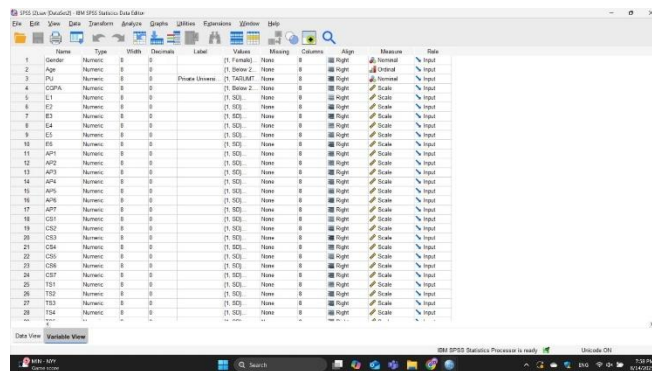 SPSS (2).sav [DataSet2] - IBM SPSS Statistics Data Editor
File Edit View Data Transform Analyze Graphs Utilities Extensions Window Help
Name Type Width Decimals Label Values Missing Columns Align Measure Role
1 Gender Numeric 8 0 {1, Female}... None 8 Right Nominal Input
2 Age Numeric 8 0 {1, Below 2... None 8 Right Ordinal Input
3 PU Numeric 8 0 Private Universi... {1, TARUMT... None 8 Right Nominal Input
4 CGPA Numeric 8 0 {1, Below 2... None 8 Right Scale Input
5 E1 Numeric 8 0 {1, SD}... None 8 Right Scale Input
6 E2 Numeric 8 0 {1, SD}... None 8 Right Scale Input
7 E3 Numeric 8 0 {1, SD}... None 8 Right Scale Input
8 E4 Numeric 8 0 {1, SD}... None 8 Right Scale Input
9 E5 Numeric 8 0 {1, SD}... None 8 Right Scale Input
10 E6 Numeric 8 0 {1, SD}... None 8 Right Scale Input
11 AP1 Numeric 8 0 {1, SD}... None 8 Right Scale Input
12 AP2 Numeric 8 0 {1, SD}... None 8 Right Scale Input
13 AP3 Numeric 8 0 {1, SD}... None 8 Right Scale Input
14 AP4 Numeric 8 0 {1, SD}... None 8 Right Scale Input
15 AP5 Numeric 8 0 {1, SD}... None 8 Right Scale Input
16 AP6 Numeric 8 0 {1, SD}... None 8 Right Scale Input
17 AP7 Numeric 8 0 {1, SD}... None 8 Right Scale Input
18 CS1 Numeric 8 0 {1, SD}... None 8 Right Scale Input
19 CS2 Numeric 8 0 {1, SD}... None 8 Right Scale Input
20 CS3 Numeric 8 0 {1, SD}... None 8 Right Scale Input
21 CS4 Numeric 8 0 {1, SD}... None 8 Right Scale Input
22 CS5 Numeric 8 0 {1, SD}... None 8 Right Scale Input
23 CS6 Numeric 8 0 {1, SD}... None 8 Right Scale Input
24 CS7 Numeric 8 0 {1, SD}... None 8 Right Scale Input
25 TS1 Numeric 8 0 {1, SD}... None 8 Right Scale Input
26 TS2 Numeric 8 0 {1, SD}... None 8 Right Scale Input
27 TS3 Numeric 8 0 {1, SD}... None 8 Right Scale Input
28 TS4 Numeric 8 0 {1, SD}... None 8 Right Scale Input
Data View Variable View
IBM SPSS Statistics Processor is ready Unicode:ON
MIN - NYY
Game score
Search
ENG
7:58 PM
6/14/2025